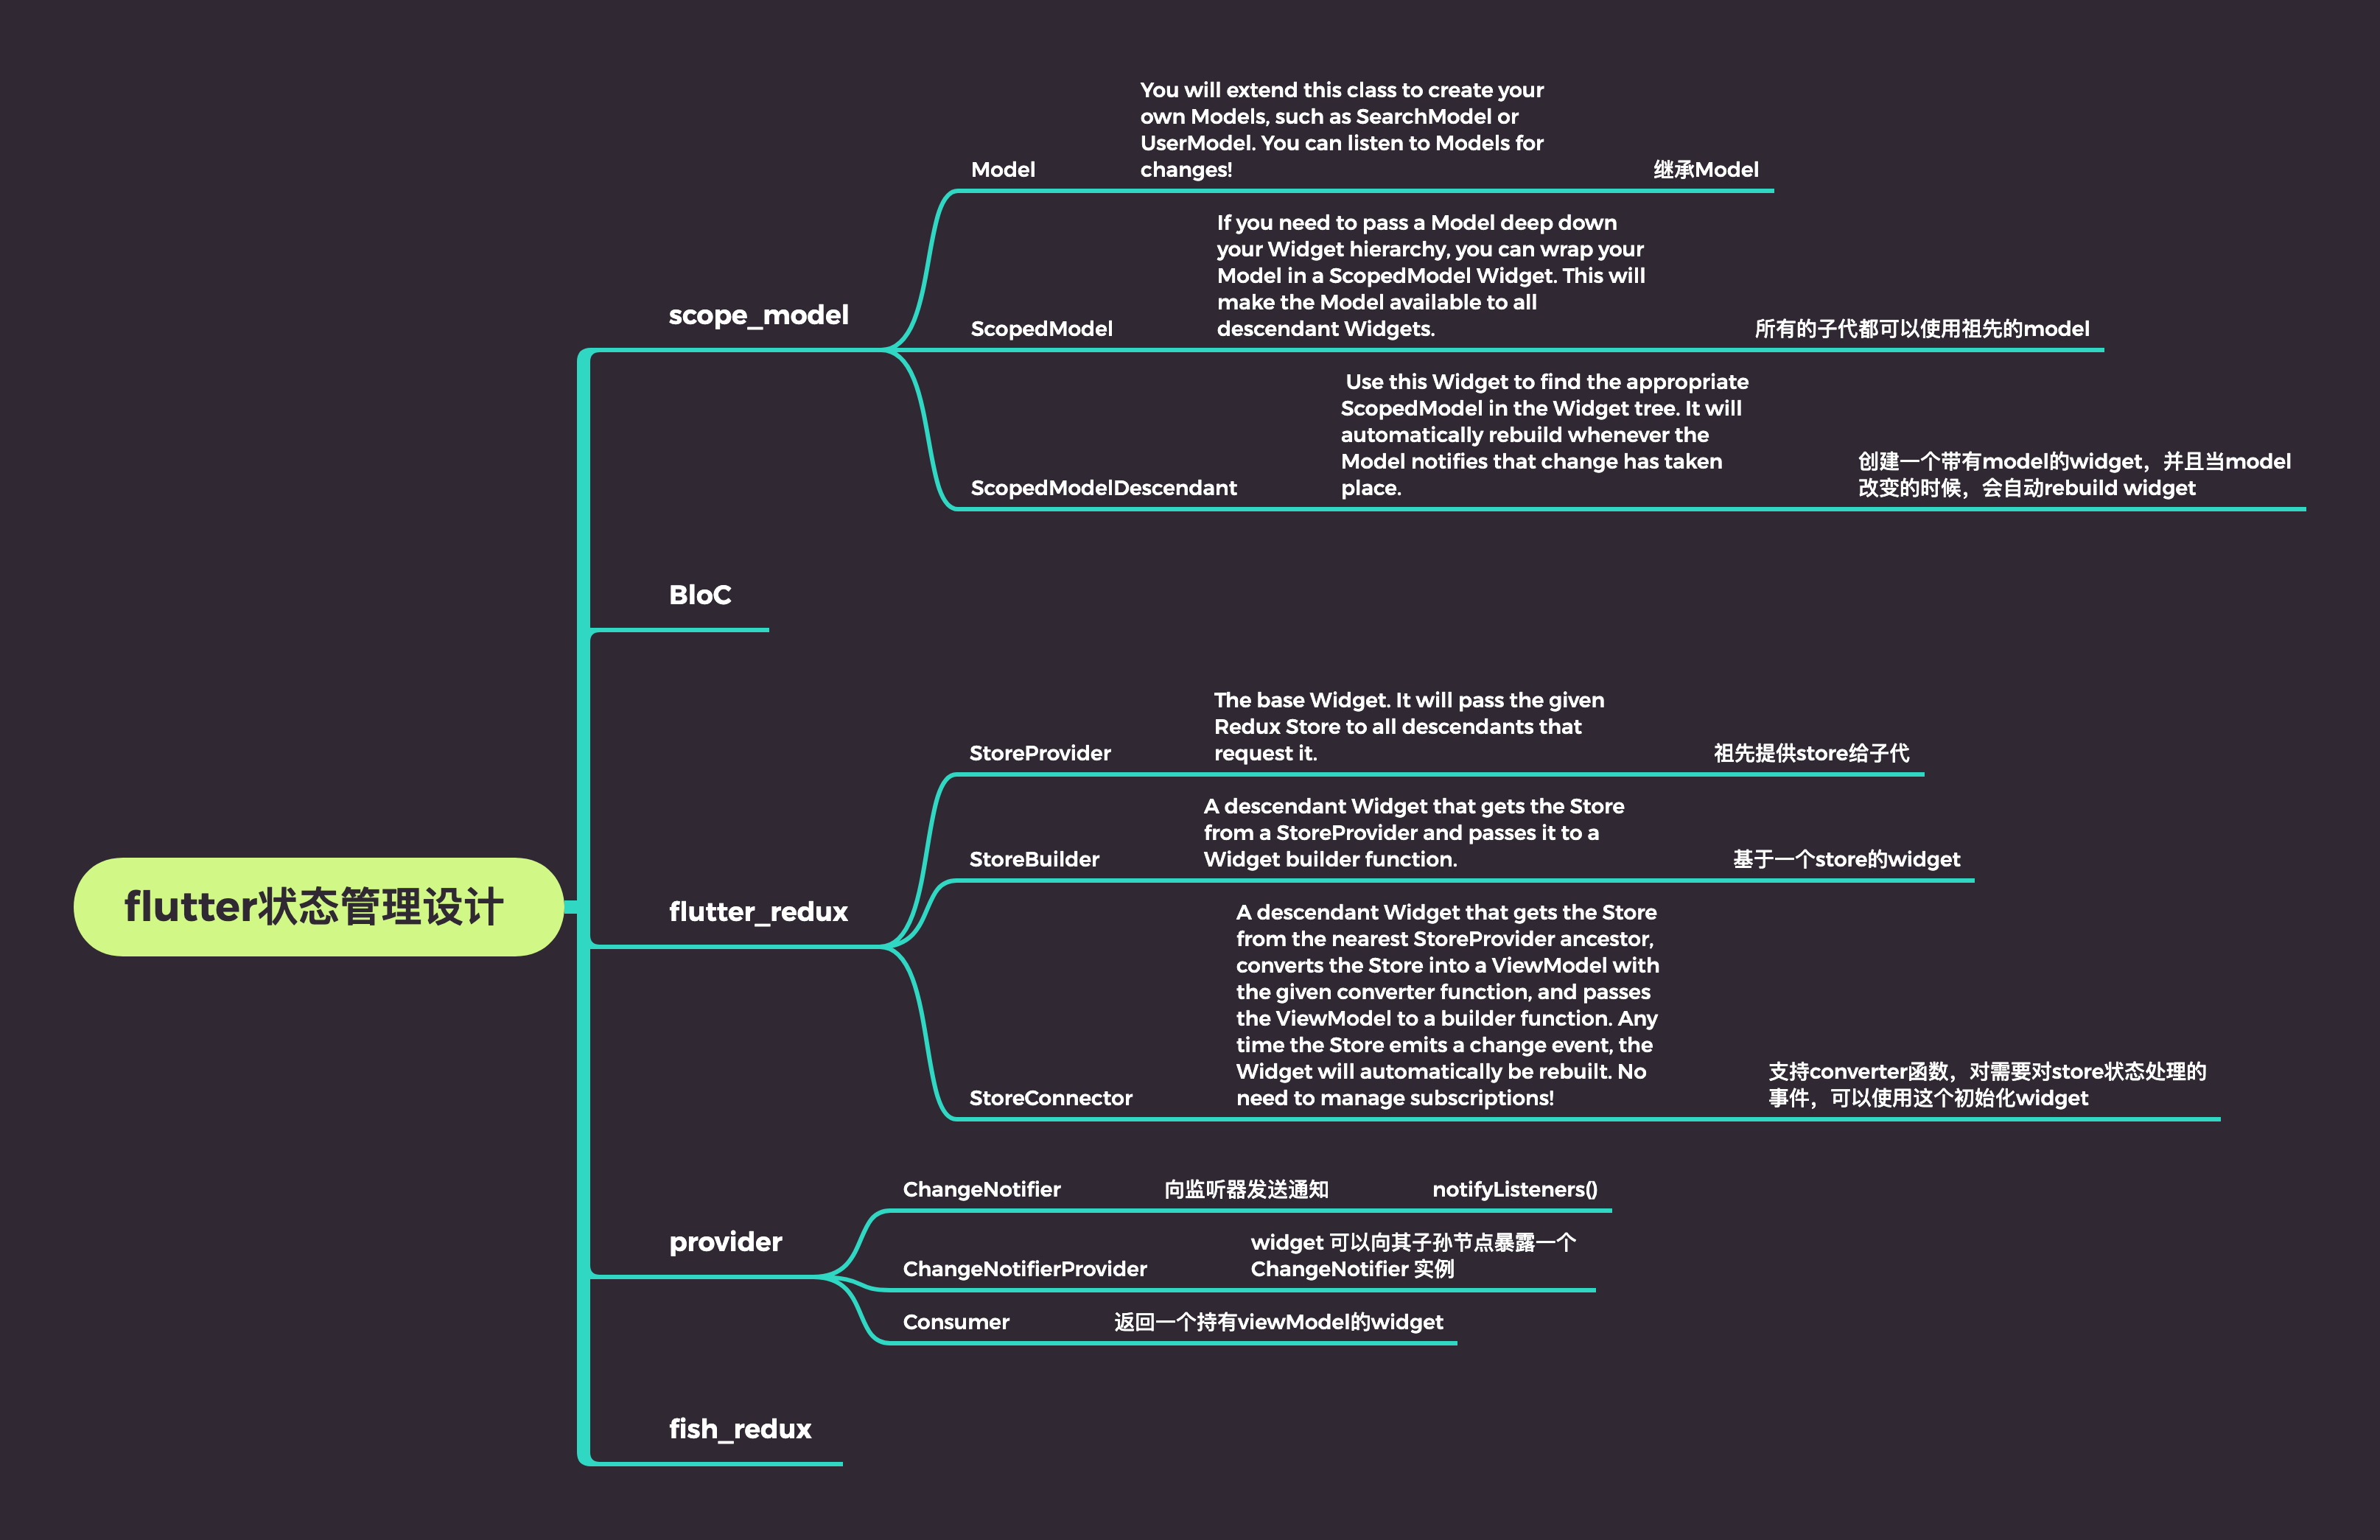 flutter状态管理设计
scope_model
Model
You will extend this class to create your
own Models, such as SearchModel or
UserModel. You can listen to Models for
changes!
继承Model
ScopedModel
If you need to pass a Model deep down
your Widget hierarchy, you can wrap your
Model in a ScopedModel Widget. This will
make the Model available to all
descendant Widgets.
所有的子代都可以使用祖先的model
ScopedModelDescendant
Use this Widget to find the appropriate
ScopedModel in the Widget tree. It will
automatically rebuild whenever the
Model notifies that change has taken
place.
创建一个带有model的widget，并且当model
改变的时候，会自动rebuild widget
BloC
flutter_redux
StoreProvider
The base Widget. It will pass the given
Redux Store to all descendants that
request it.
祖先提供store给子代
StoreBuilder
A descendant Widget that gets the Store
from a StoreProvider and passes it to a
Widget builder function.
基于一个store的widget
StoreConnector
A descendant Widget that gets the Store
from the nearest StoreProvider ancestor,
converts the Store into a ViewModel with
the given converter function, and passes
the ViewModel to a builder function. Any
time the Store emits a change event, the
Widget will automatically be rebuilt. No
need to manage subscriptions!
支持converter函数，对需要对store状态处理的
事件，可以使用这个初始化widget
provider
ChangeNotifier
向监听器发送通知
notifyListeners()
ChangeNotifierProvider
widget 可以向其子孙节点暴露一个
ChangeNotifier 实例
Consumer
返回一个持有viewModel的widget
fish_redux